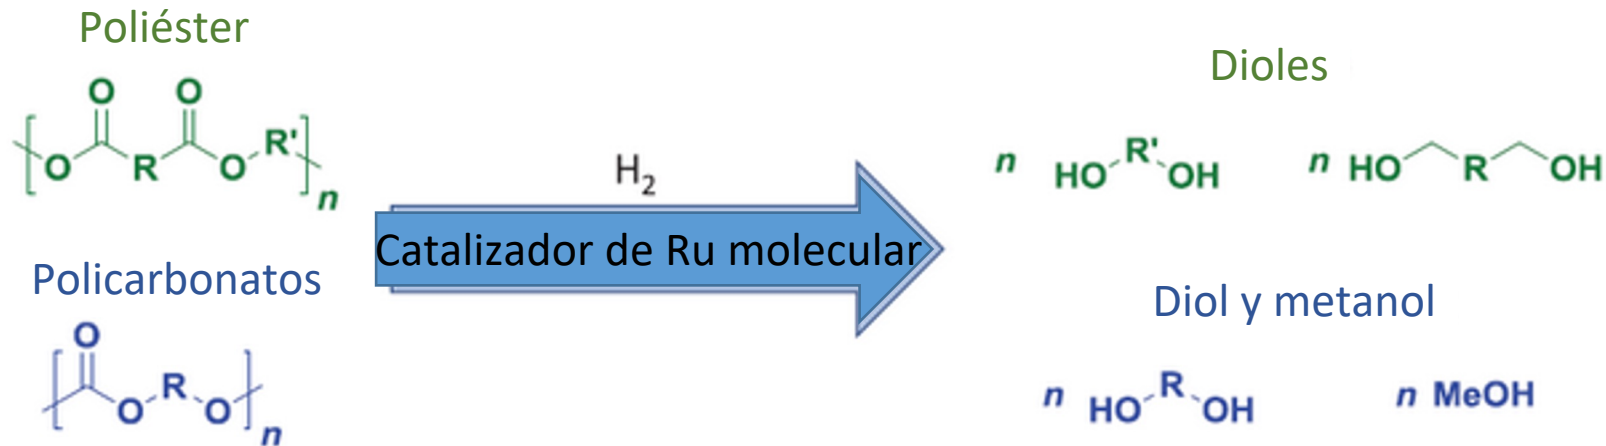 Poliéster
O O
O R O R' n
Policarbonatos
O
O R O n
H₂
Catalizador de Ru molecular
Dioles
n HO R' OH n HO R OH
Diol y metanol
n HO R OH n MeOH